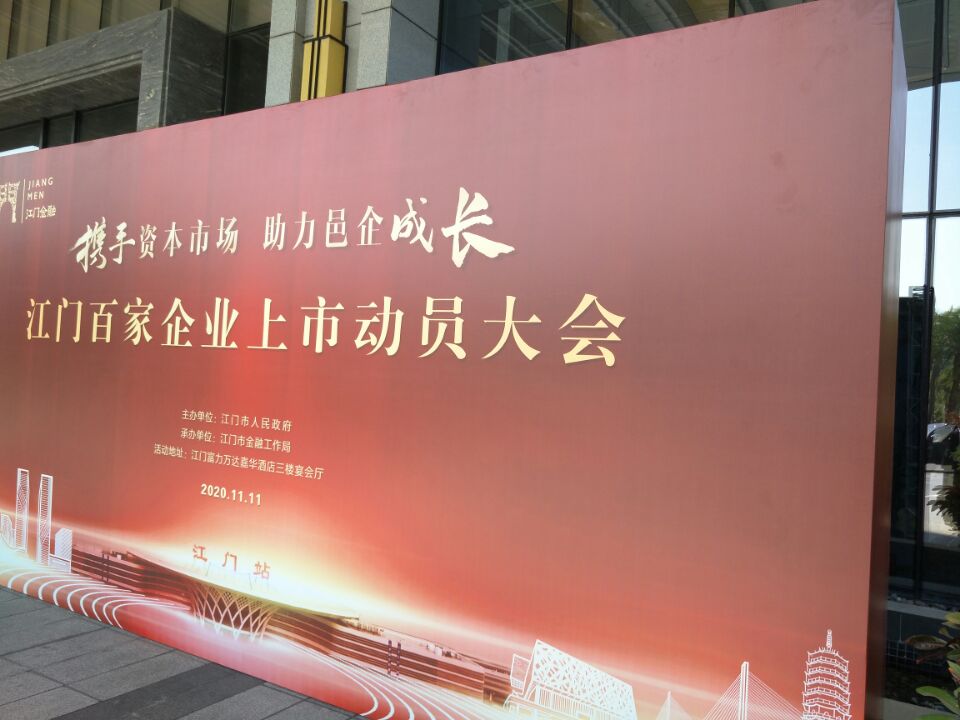 JIANG
MEN
江门金融
携手资本市场 助力邑企成长
江门百家企业上市动员大会
主办单位：江门市人民政府
承办单位：江门市金融工作局
活动地址：江门富力万达嘉华酒店三楼宴会厅
2020.11.11
江门站